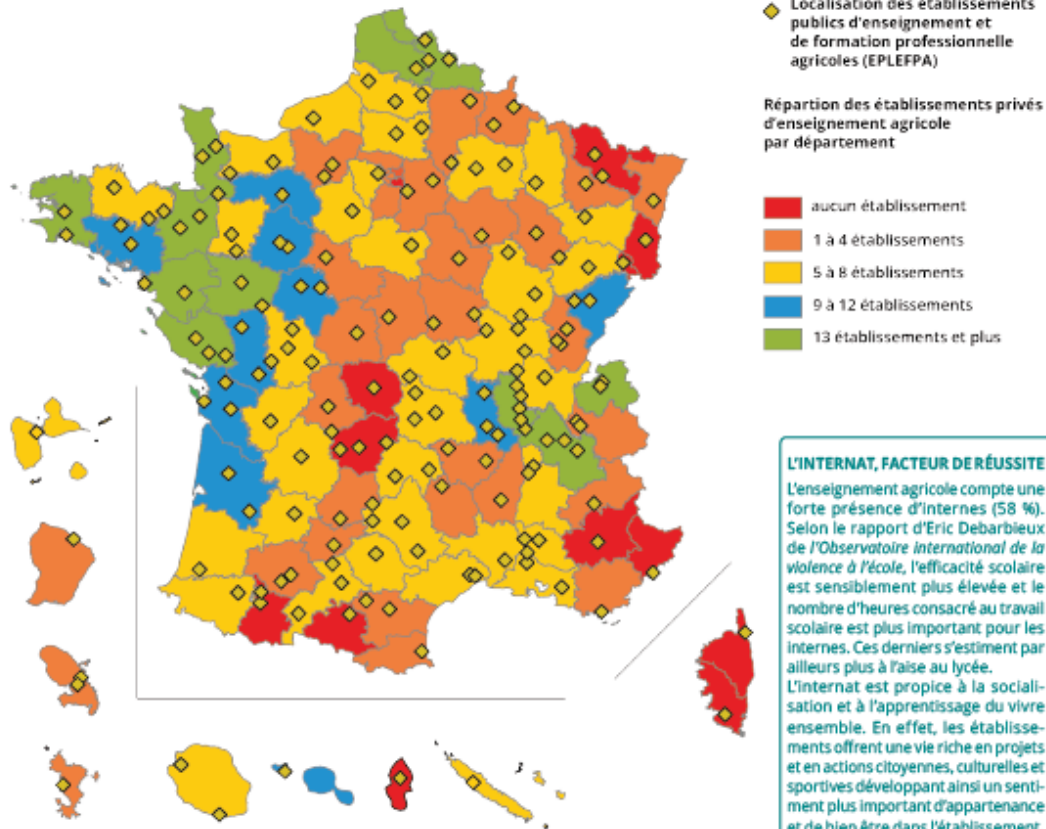 Localisation des établissements
publics d'enseignement et
de formation professionnelle
agricoles (EPLEFPA)
Répartion des établissements privés
d'enseignement agricole
par département
aucun établissement
1 à 4 établissements
5 à 8 établissements
9 à 12 établissements
13 établissements et plus
L'INTERNAT, FACTEUR DE RÉUSSITE
L'enseignement agricole compte une
forte présence d'internes (58 %).
Selon le rapport d'Eric Debarbieux
de l'Observatoire international de la
violence à l'école, l'efficacité scolaire
est sensiblement plus élevée et le
nombre d'heures consacré au travail
scolaire est plus important pour les
internes. Ces derniers s'estiment par
ailleurs plus à l'aise au lycée.
L'internat est propice à la sociali-
sation et à l'apprentissage du vivre
ensemble. En effet, les établisse-
ments offrent une vie riche en projets
et en actions citoyennes, culturelles et
sportives développant ainsi un senti-
ment plus important d'appartenance
et de bien être dans l'établissement.